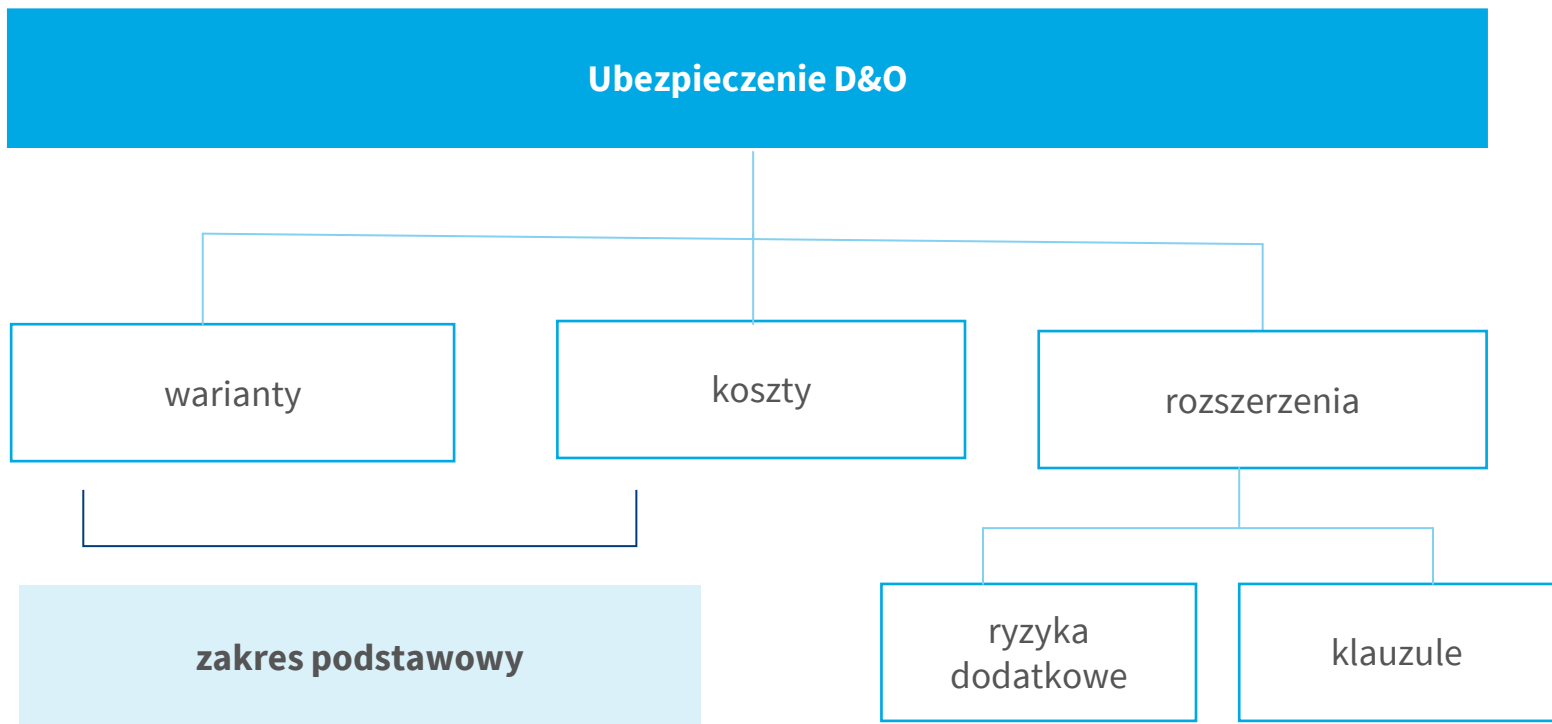 Ubezpieczenie D&O
warianty
koszty
rozszerzenia
zakres podstawowy
ryzyka
dodatkowe
klauzule